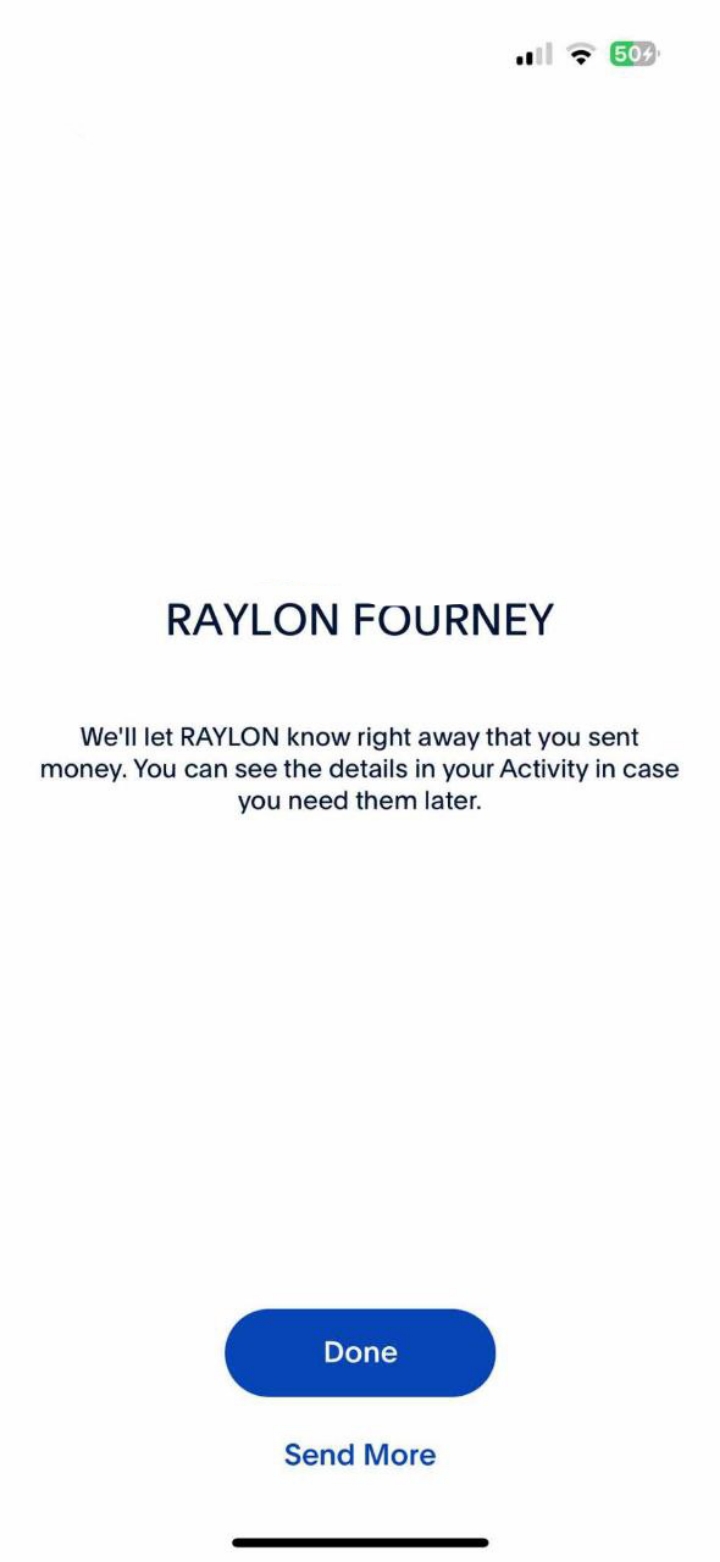 50
RAYLON FOURNEY
We'll let RAYLON know right away that you sent
money. You can see the details in your Activity in case
you need them later.
Done
Send More